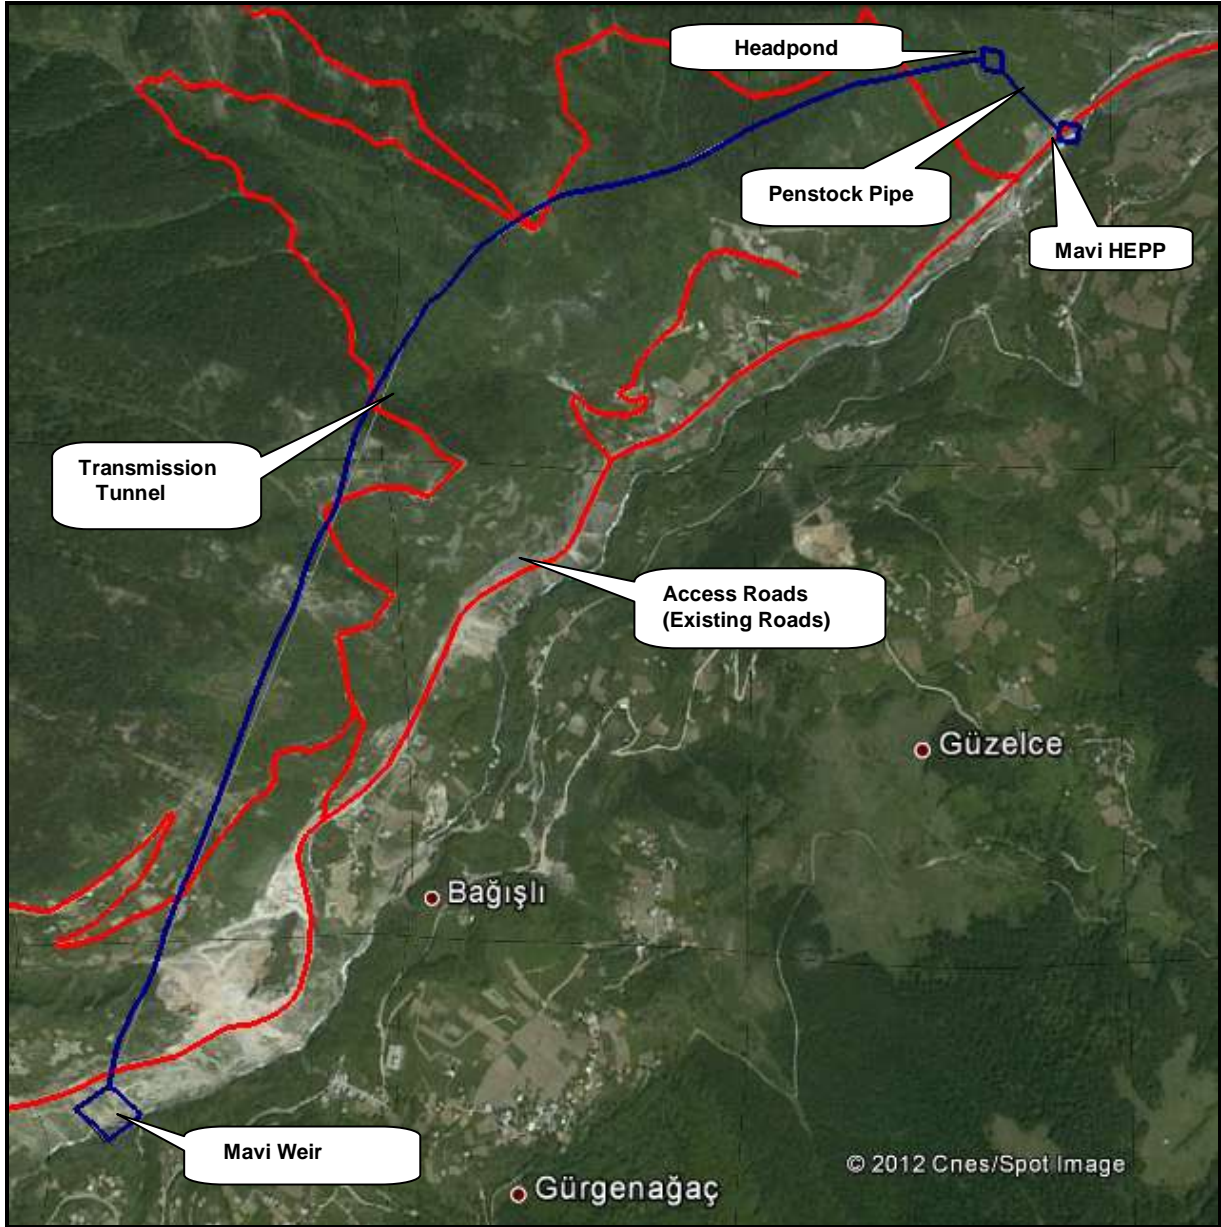 Headpond
Penstock Pipe
Mavi HEPP
Transmission
Tunnel
Access Roads
(Existing Roads)
Güzelce
Bağışlı
Mavi Weir
© 2012 Cnes/Spot Image
Gürgenağaç